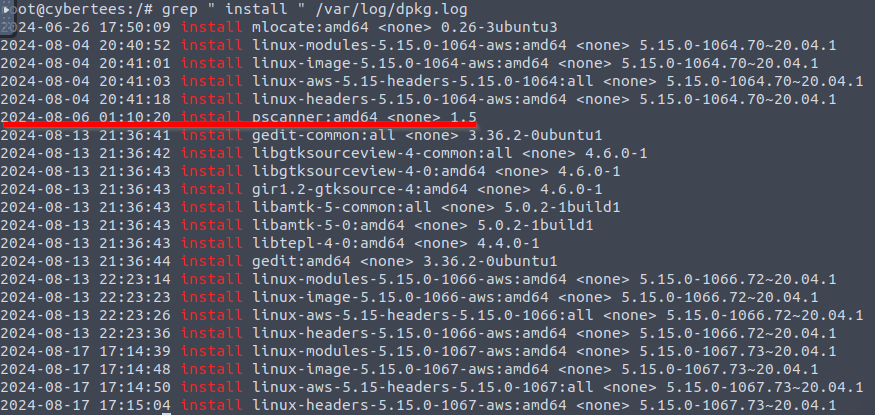 root@cybertees:/# grep " install " /var/log/dpkg.log
2024-06-26 17:50:09 install mlocate:amd64 <none> 0.26-3ubuntu3
2024-08-04 20:40:52 install linux-modules-5.15.0-1064-aws:amd64 <none> 5.15.0-1064.70~20.04.1
2024-08-04 20:41:01 install linux-image-5.15.0-1064-aws:amd64 <none> 5.15.0-1064.70~20.04.1
2024-08-04 20:41:03 install linux-aws-5.15-headers-5.15.0-1064:all <none> 5.15.0-1064.70~20.04.1
2024-08-04 20:41:18 install linux-headers-5.15.0-1064-aws:amd64 <none> 5.15.0-1064.70~20.04.1
2024-08-06 01:10:20 install pscanner:amd64 <none> 1.5
2024-08-13 21:36:41 install gedit-common:all <none> 3.36.2-0ubuntu1
2024-08-13 21:36:42 install libgtksourceview-4-common:all <none> 4.6.0-1
2024-08-13 21:36:43 install libgtksourceview-4-0:amd64 <none> 4.6.0-1
2024-08-13 21:36:43 install gir1.2-gtksource-4:amd64 <none> 4.6.0-1
2024-08-13 21:36:43 install libamtk-5-common:all <none> 5.0.2-1build1
2024-08-13 21:36:43 install libamtk-5-0:amd64 <none> 5.0.2-1build1
2024-08-13 21:36:43 install libtepl-4-0:amd64 <none> 4.4.0-1
2024-08-13 21:36:44 install gedit:amd64 <none> 3.36.2-0ubuntu1
2024-08-13 22:23:14 install linux-modules-5.15.0-1066-aws:amd64 <none> 5.15.0-1066.72~20.04.1
2024-08-13 22:23:23 install linux-image-5.15.0-1066-aws:amd64 <none> 5.15.0-1066.72~20.04.1
2024-08-13 22:23:26 install linux-aws-5.15-headers-5.15.0-1066:all <none> 5.15.0-1066.72~20.04.1
2024-08-13 22:23:36 install linux-headers-5.15.0-1066-aws:amd64 <none> 5.15.0-1066.72~20.04.1
2024-08-17 17:14:39 install linux-modules-5.15.0-1067-aws:amd64 <none> 5.15.0-1067.73~20.04.1
2024-08-17 17:14:48 install linux-image-5.15.0-1067-aws:amd64 <none> 5.15.0-1067.73~20.04.1
2024-08-17 17:14:50 install linux-aws-5.15-headers-5.15.0-1067:all <none> 5.15.0-1067.73~20.04.1
2024-08-17 17:15:04 install linux-headers-5.15.0-1067-aws:amd64 <none> 5.15.0-1067.73~20.04.1